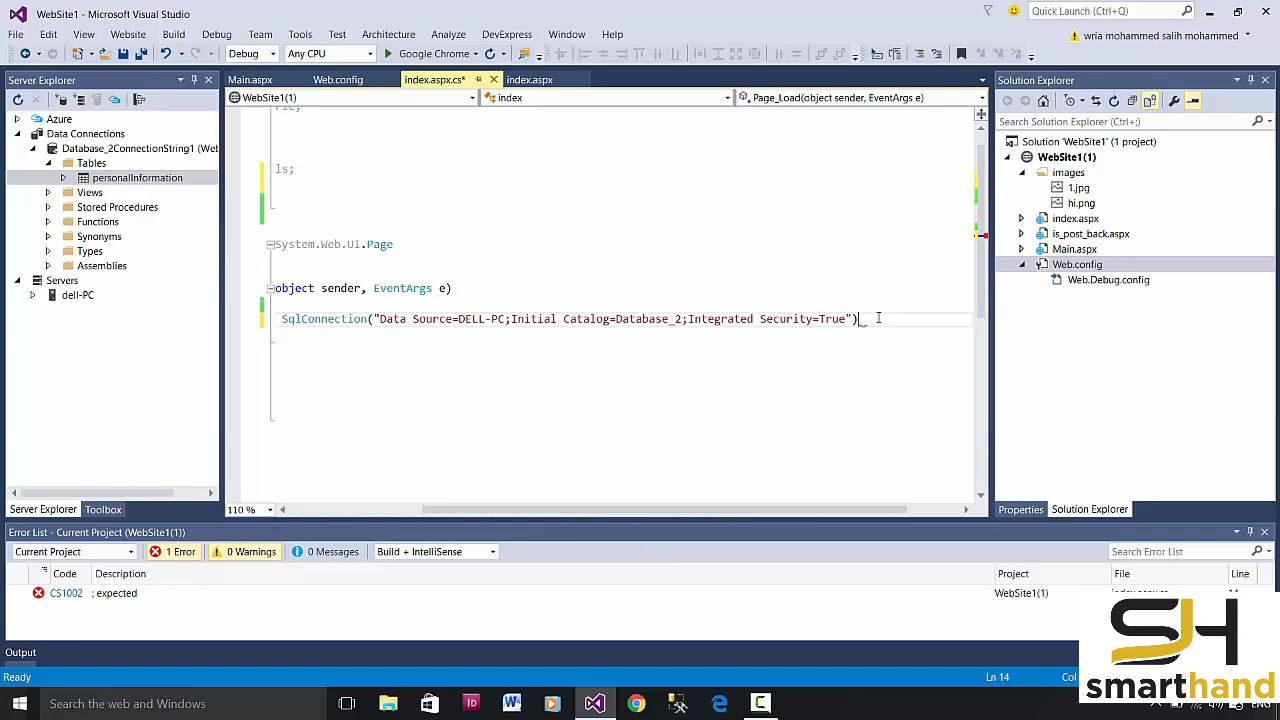 WebSite1 - Microsoft Visual Studio
Quick Launch (Ctrl+Q)
File Edit View Website Build Debug Team Tools Test Architecture Analyze DevExpress Window Help
wria mohammed salih mohammed
Debug Any CPU Google Chrome
Server Explorer
Azure
Data Connections
Database_2ConnectionString1 (Wel
Tables
personalInformation
Views
Stored Procedures
Functions
Synonyms
Types
Assemblies
Servers
dell-PC
Server Explorer Toolbox
Main.aspx Web.config index.aspx.cs* index.aspx
WebSite1(1) index Page_Load(object sender, EventArgs e)
ls;
System.Web.UI.Page
object sender, EventArgs e)
SqlConnection("Data Source=DELL-PC;Initial Catalog=Database_2;Integrated Security=True")
110 %
Solution Explorer
Search Solution Explorer (Ctrl+;)
Solution 'WebSite1' (1 project)
WebSite1(1)
images
1.jpg
hi.png
index.aspx
is_post_back.aspx
Main.aspx
Web.config
Web.Debug.config
Properties Solution Explorer
Error List - Current Project (WebSite1(1))
Current Project 1 Error 0 Warnings 0 Messages Build + IntelliSense
Search Error List
Code Description Project File Line
CS1002 ; expected WebSite1(1)
Output
Ready Ln 14
SH
smarthand
Search the web and Windows
ENG